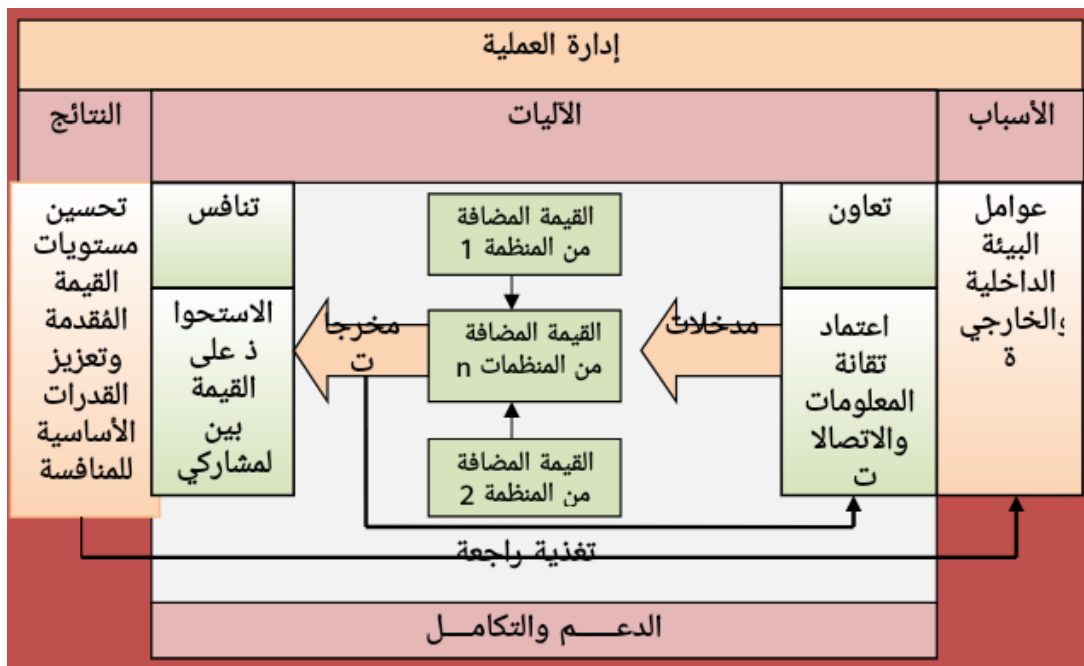 إدارة العملية
الأسباب
الآليات
النتائج
عوامل
البيئة
الداخلية
والخارجي
ة
تعاون
اعتماد
تقانة
المعلومات
والاتصالا
ت
مدخلات
القيمة المضافة
من المنظمة 1
القيمة المضافة
من المنظمات n
القيمة المضافة
من المنظمة 2
مخرجا
ت
تنافس
الاستحوا
ذ على
القيمة
بين
لمشاركي
تحسين
مستويات
القيمة
المُقدمة
وتعزيز
القدرات
الأساسية
للمنافسة
تغذية راجعة
الدعــــم والتكامــل